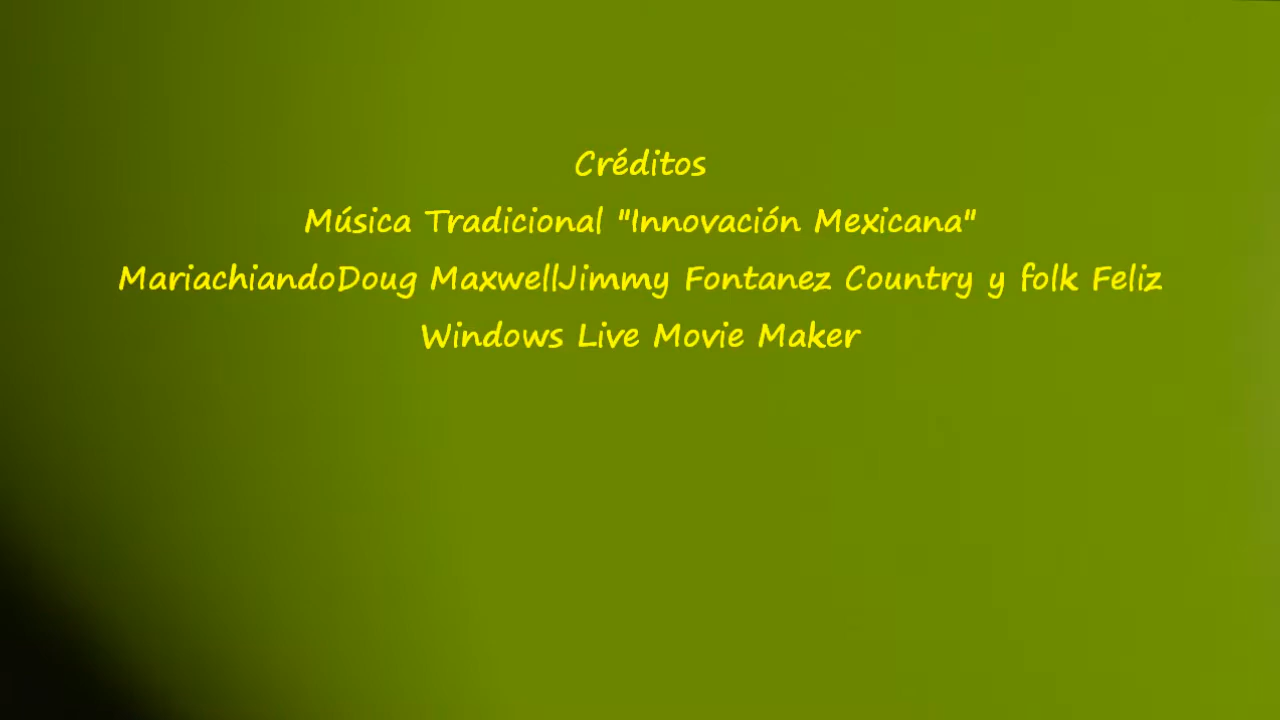 Créditos
Música Tradicional "Innovación Mexicana"
MariachiandoDoug MaxwellJimmy Fontanez Country y folk Feliz
Windows Live Movie Maker